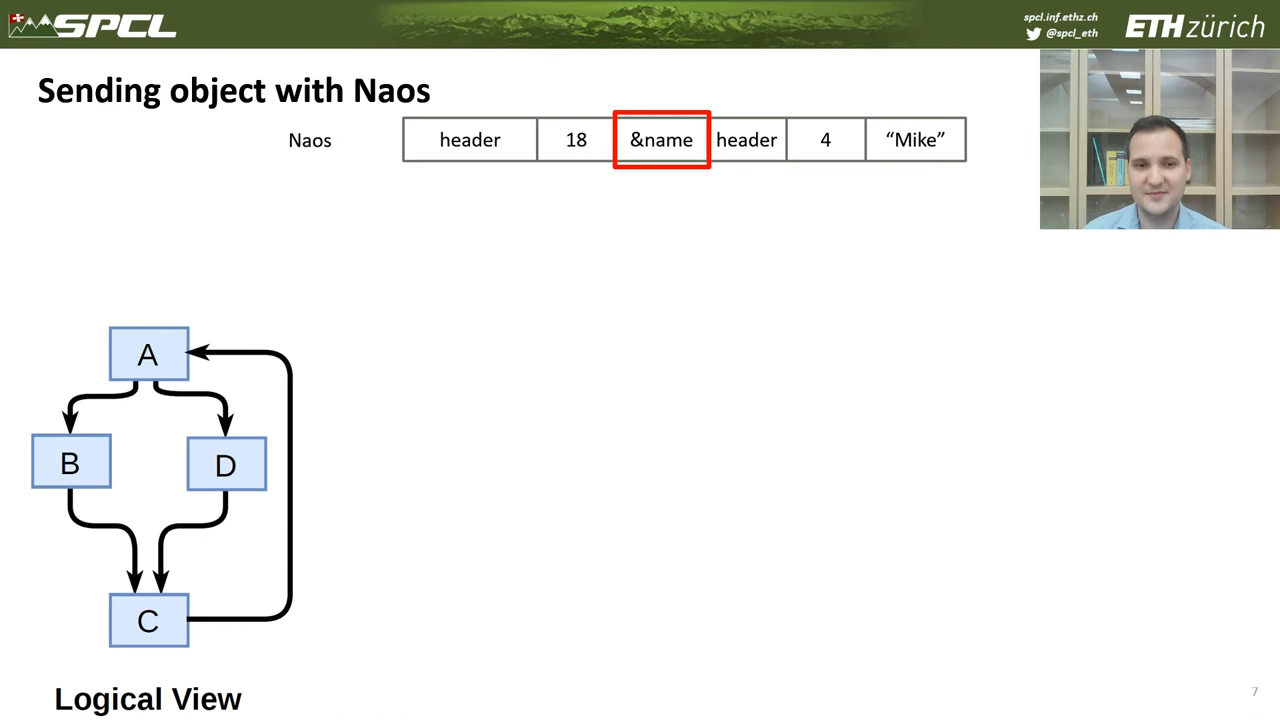 SPCL
spcl.inf.ethz.ch
@spcl_eth
ETH zürich
Sending object with Naos
Naos header 18 &name header 4 “Mike”
A
B D
C
Logical View
7